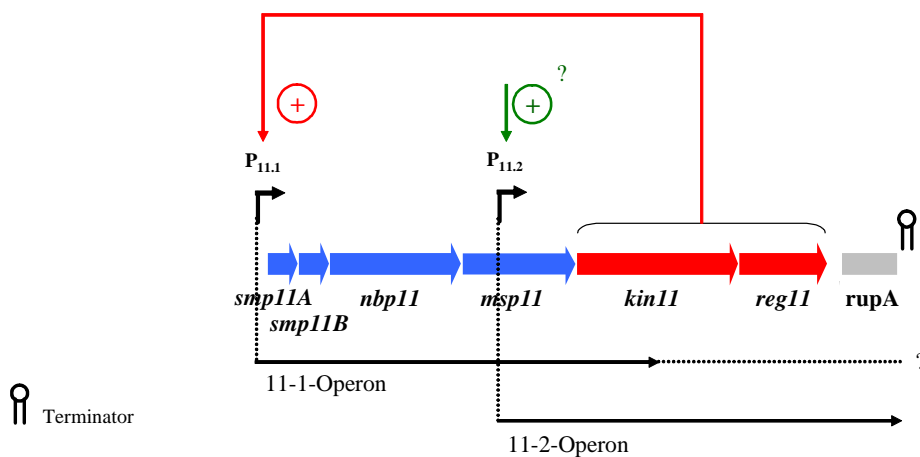 ?
+
+
P11.1
P11.2
smp11A
nbp11
msp11
kin11
reg11
rupA
smp11B
?
11-1-Operon
Terminator
11-2-Operon